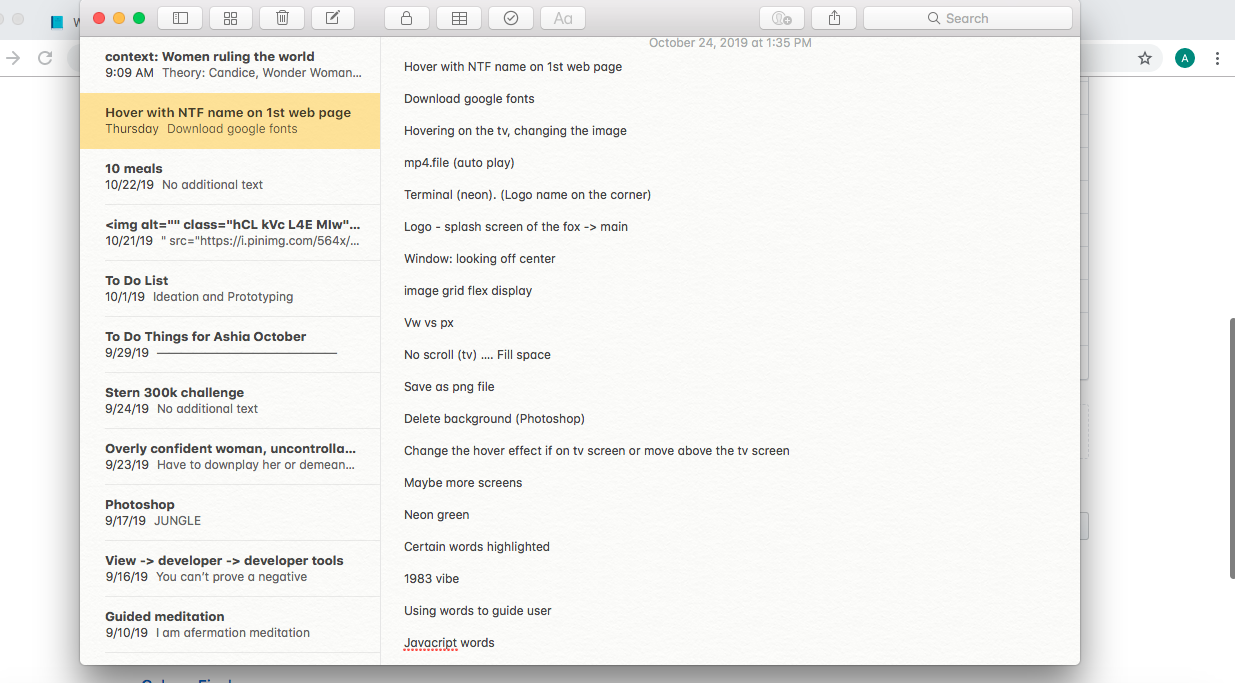 W
Aa
Search
context: Women ruling the world
9:09 AM Theory: Candice, Wonder Woman...
Hover with NTF name on 1st web page
Thursday Download google fonts
10 meals
10/22/19 No additional text
<img alt="" class="hCL kVc L4E MIw"...
10/21/19 " src="https://i.pinimg.com/564x/...
To Do List
10/1/19 Ideation and Prototyping
To Do Things for Ashia October
9/29/19 ————————————
Stern 300k challenge
9/24/19 No additional text
Overly confident woman, uncontrolla...
9/23/19 Have to downplay her or demean...
Photoshop
9/17/19 JUNGLE
View -> developer -> developer tools
9/16/19 You can't prove a negative
Guided meditation
9/10/19 I am afermation meditation
October 24, 2019 at 1:35 PM
Hover with NTF name on 1st web page
Download google fonts
Hovering on the tv, changing the image
mp4.file (auto play)
Terminal (neon). (Logo name on the corner)
Logo - splash screen of the fox -> main
Window: looking off center
image grid flex display
Vw vs px
No scroll (tv) .... Fill space
Save as png file
Delete background (Photoshop)
Change the hover effect if on tv screen or move above the tv screen
Maybe more screens
Neon green
Certain words highlighted
1983 vibe
Using words to guide user
Javacript words
A